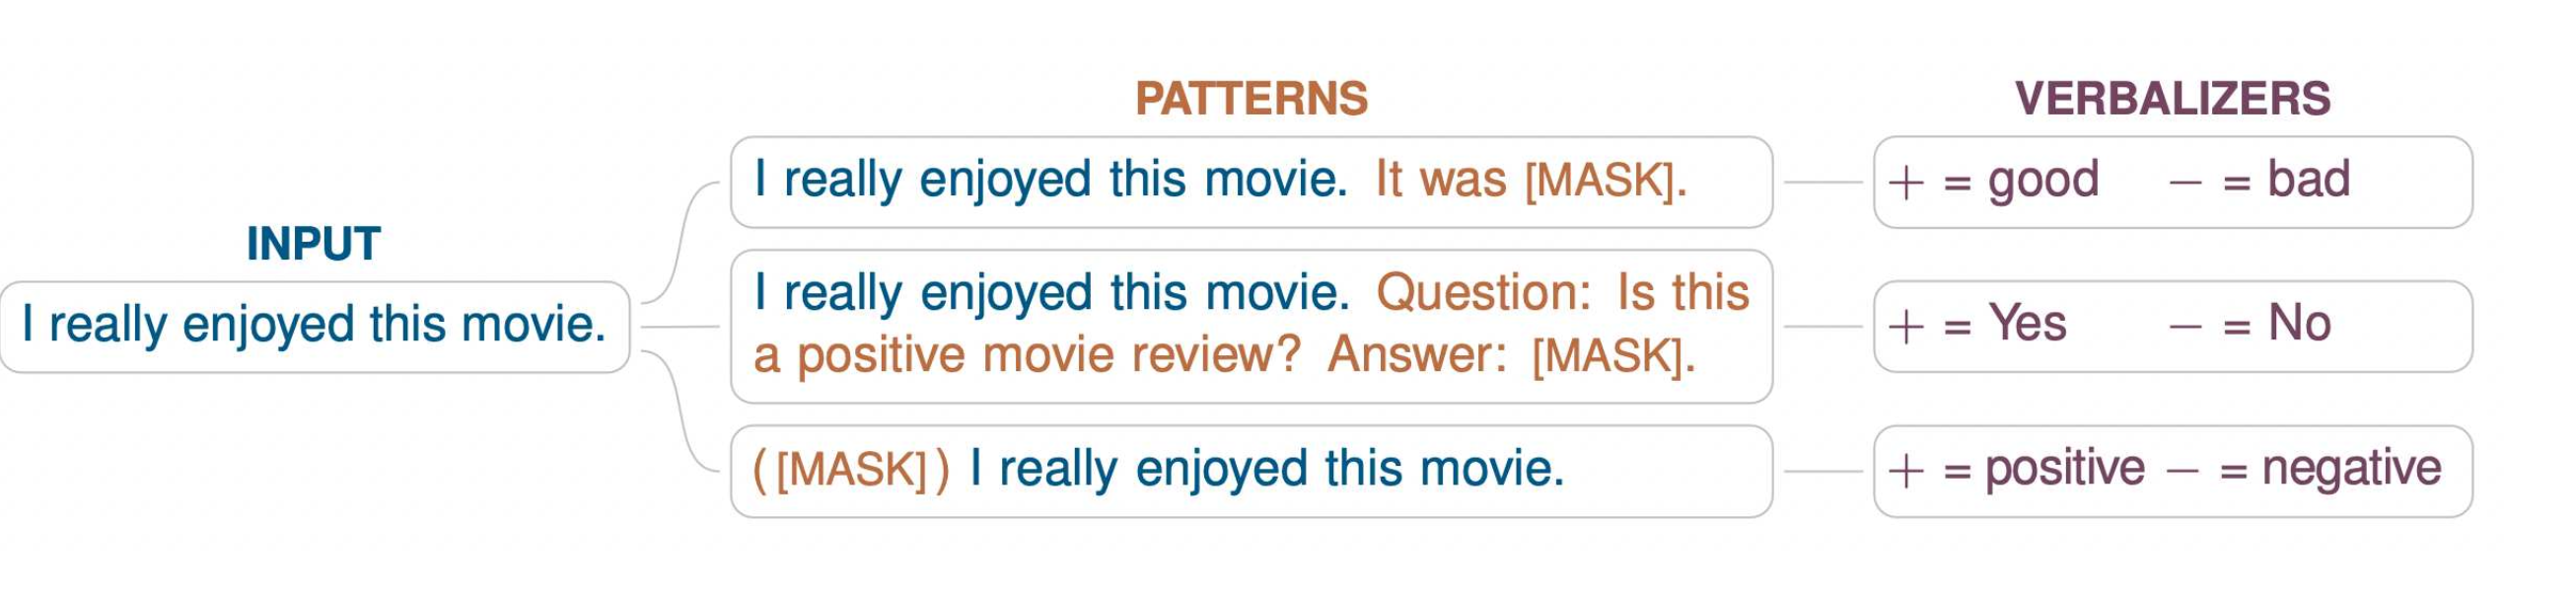 INPUT
I really enjoyed this movie.
PATTERNS
I really enjoyed this movie. It was [MASK].
I really enjoyed this movie. Question: Is this
a positive movie review? Answer: [MASK].
([MASK]) I really enjoyed this movie.
VERBALIZERS
+ = good − = bad
+ = Yes − = No
+ = positive − = negative